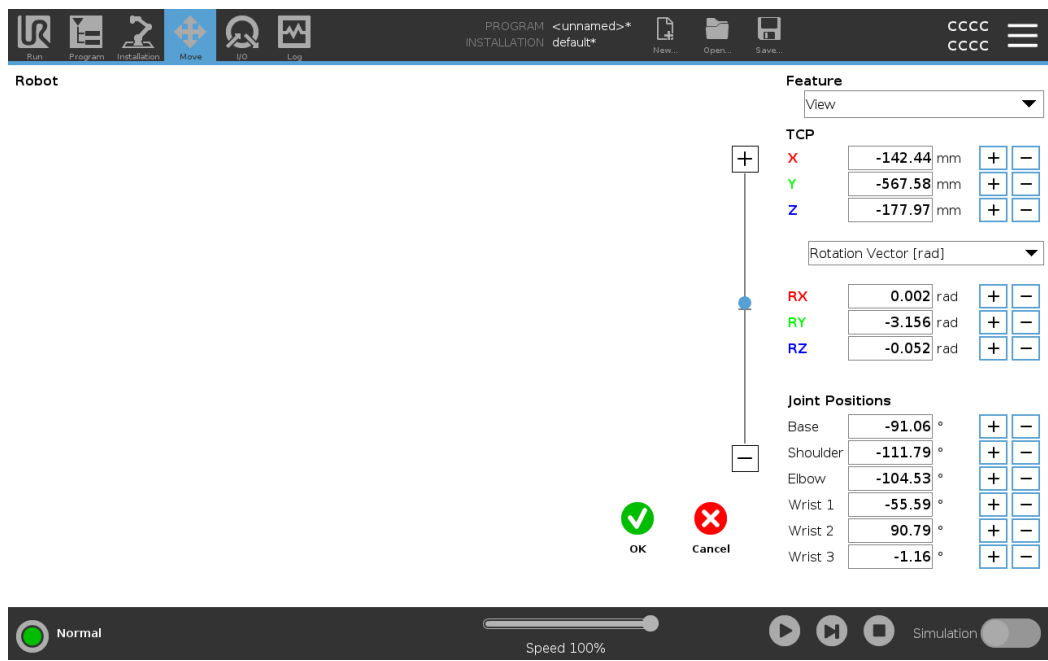 PROGRAM <unnamed>*
INSTALLATION default*
CCCC
CCCC
Run Program Installation Move I/O Log
New... Open... Save...
Robot
Feature
View
TCP
X -142.44 mm + −
Y -567.58 mm + −
Z -177.97 mm + −
Rotation Vector [rad]
RX 0.002 rad + −
RY -3.156 rad + −
RZ -0.052 rad + −
Joint Positions
Base -91.06 ° + −
Shoulder -111.79 ° + −
Elbow -104.53 ° + −
Wrist 1 -55.59 ° + −
Wrist 2 90.79 ° + −
Wrist 3 -1.16 ° + −
+
−
OK Cancel
Normal
Speed 100%
Simulation